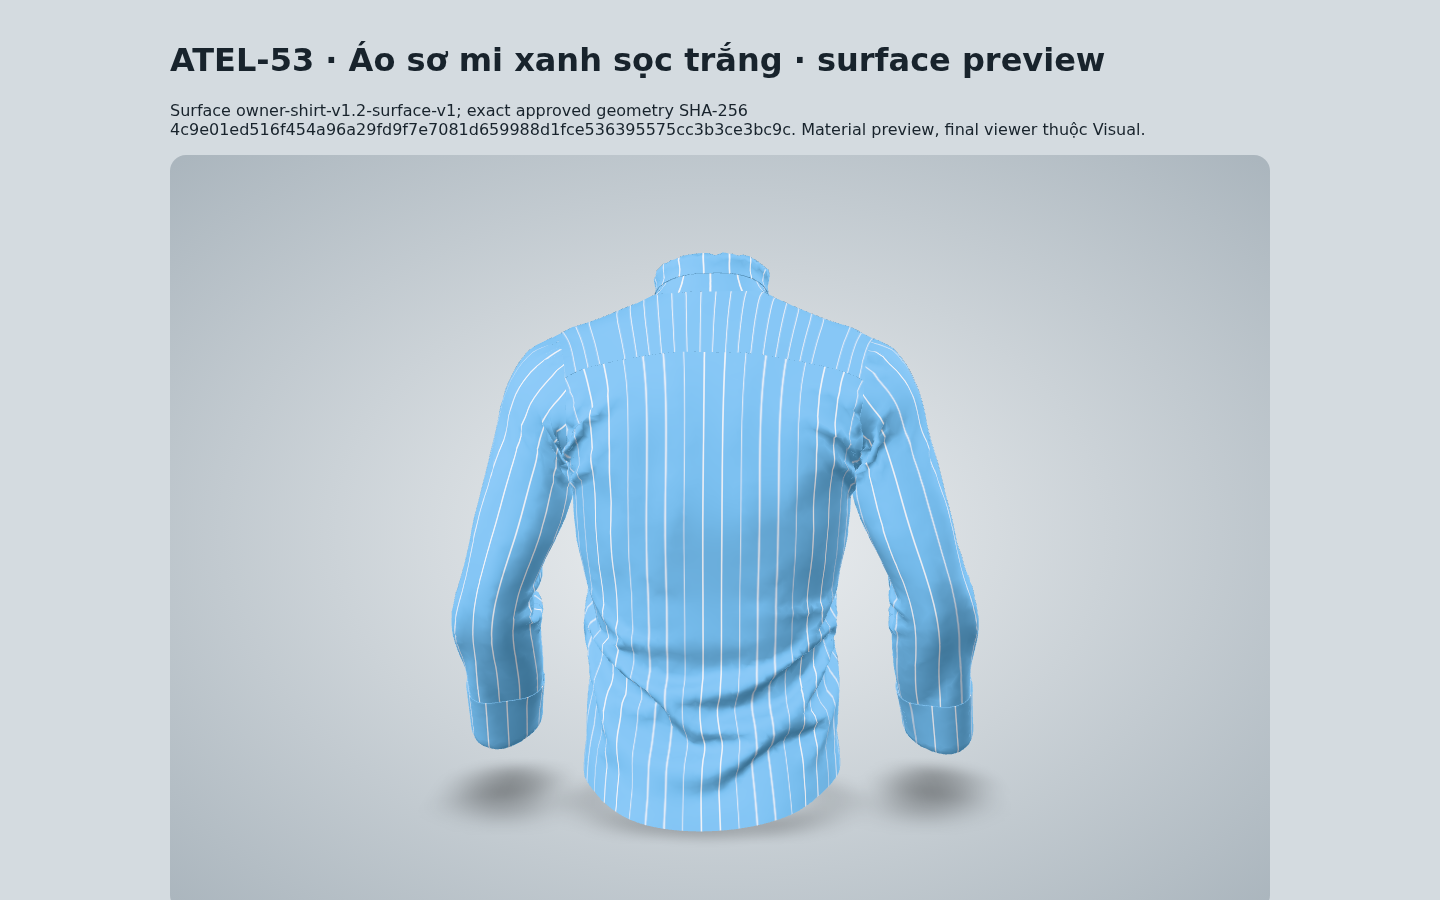 ATEL-53 · Áo sơ mi xanh sọc trắng · surface preview
Surface owner-shirt-v1.2-surface-v1; exact approved geometry SHA-256
4c9e01ed516f454a96a29fd9f7e7081d659988d1fce536395575cc3b3ce3bc9c. Material preview, final viewer thuộc Visual.